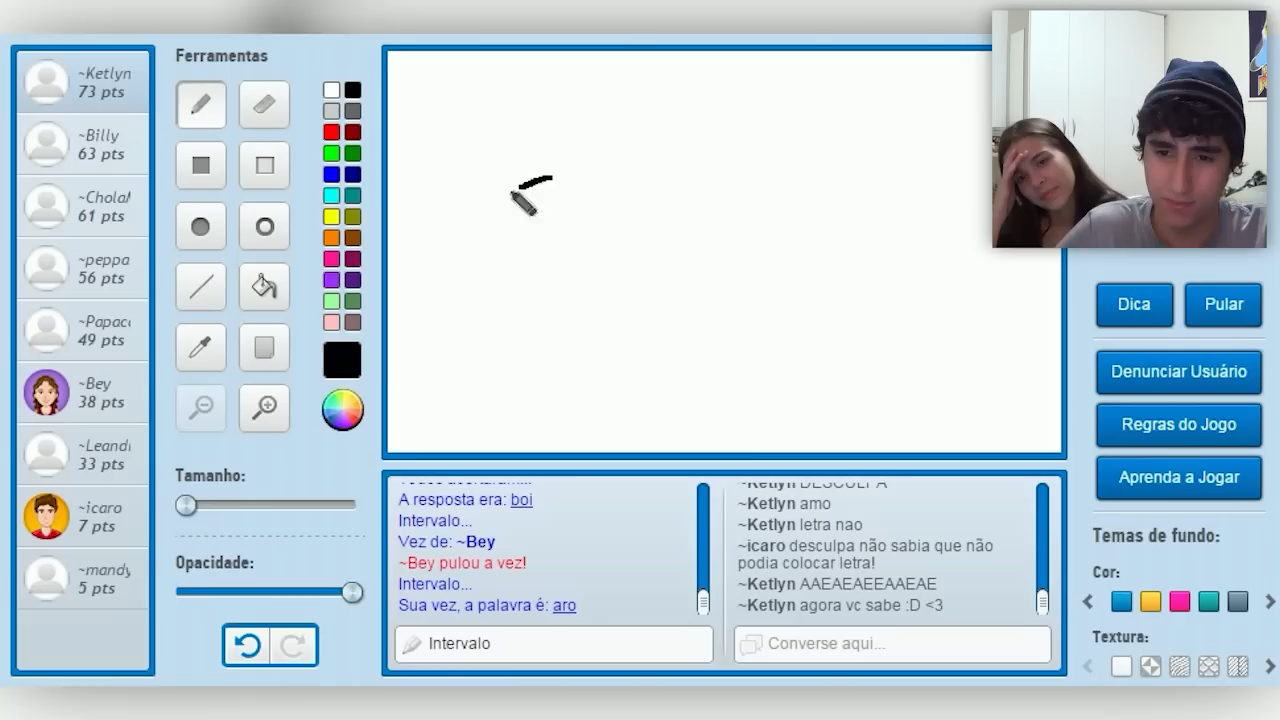 ~Ketlyn
73 pts
~Billy
63 pts
61 pts
~peppa
56 pts
49 pts
~Bey
38 pts
33 pts
~icaro
7 pts
~mandy
5 pts
Ferramentas
Tamanho:
Opacidade:
A resposta era: boi
Intervalo...
Vez de: ~Bey
~Bey pulou a vez!
Intervalo...
Sua vez, a palavra é: aro
Intervalo
~Ketlyn DESCULPA
~Ketlyn amo
~Ketlyn letra nao
~icaro desculpa não sabia que não
podia colocar letra!
~Ketlyn AAEAEAEEAAEAE
~Ketlyn agora vc sabe :D <3
Converse aqui...
Dica
Pular
Denunciar Usuário
Regras do Jogo
Aprenda a Jogar
Temas de fundo:
Cor:
Textura: